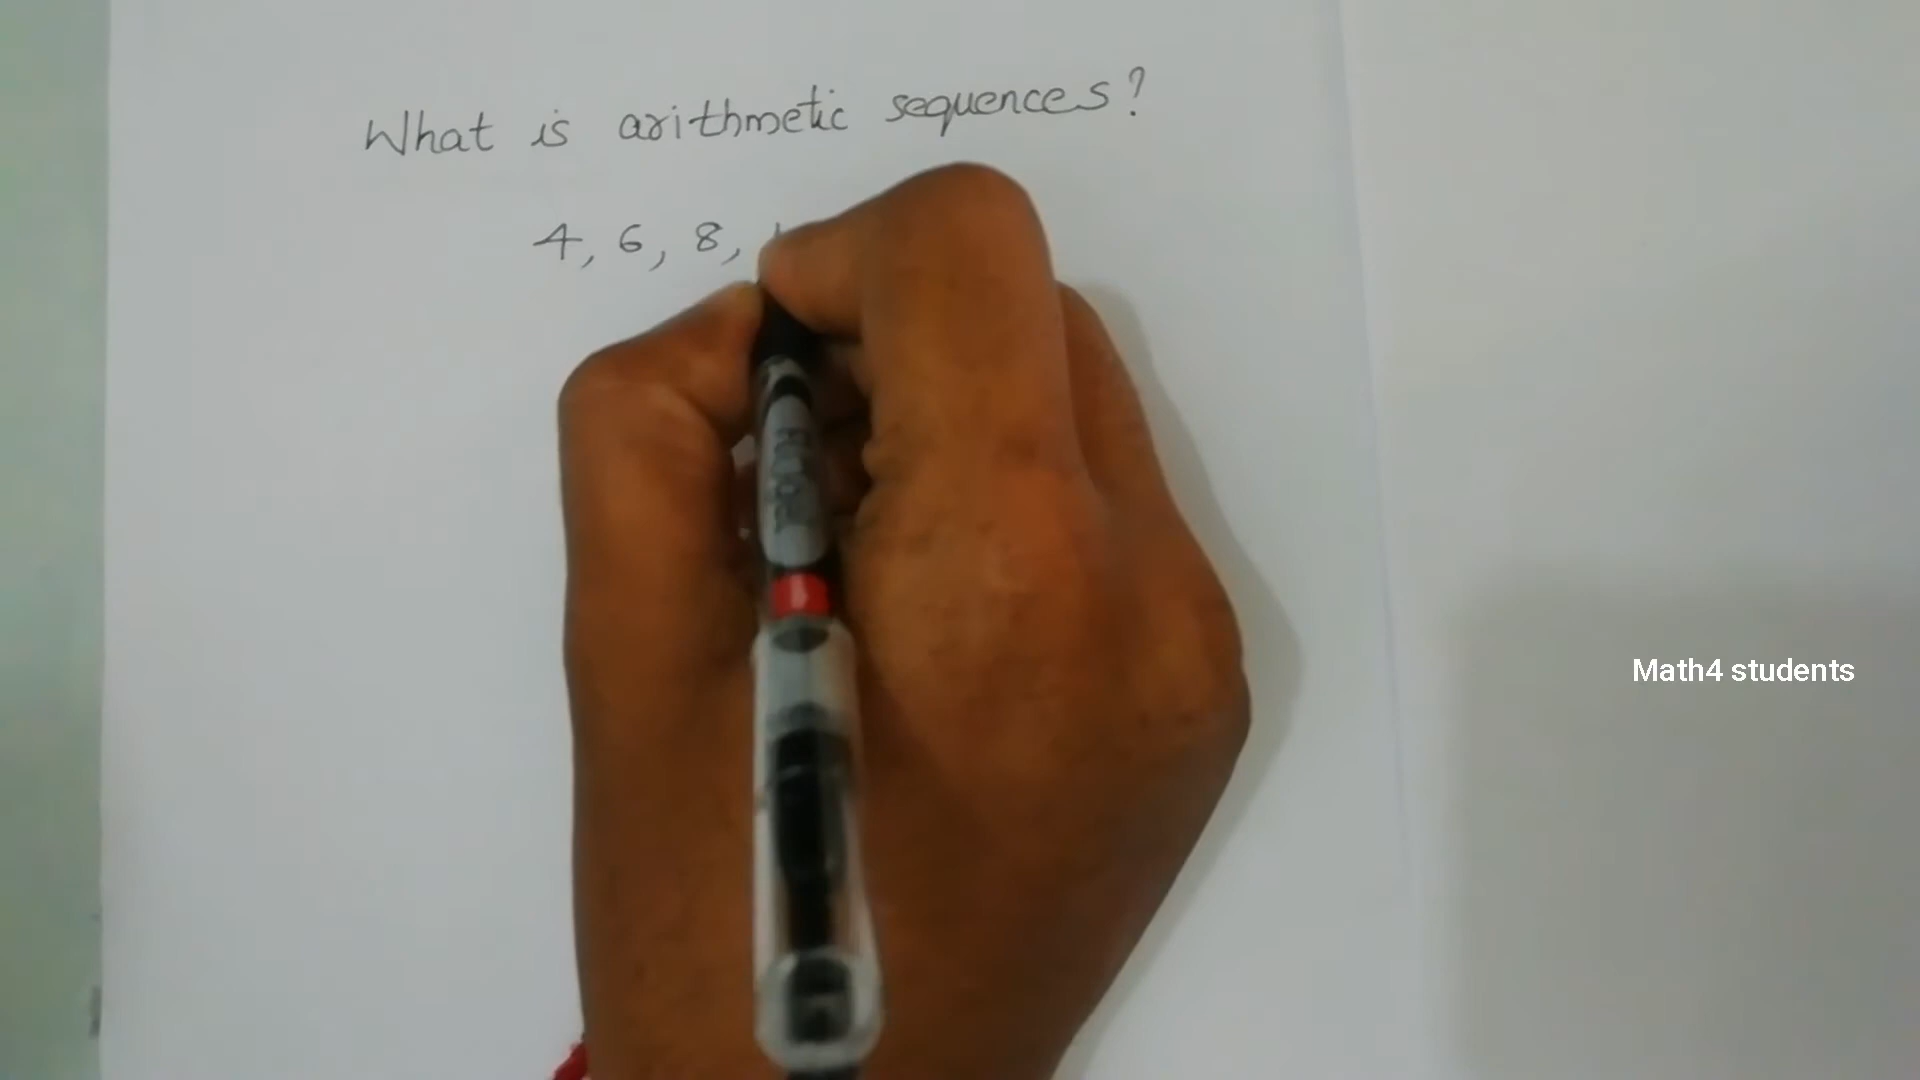 What is arithmetic sequences?
4, 6, 8,
Math4 students